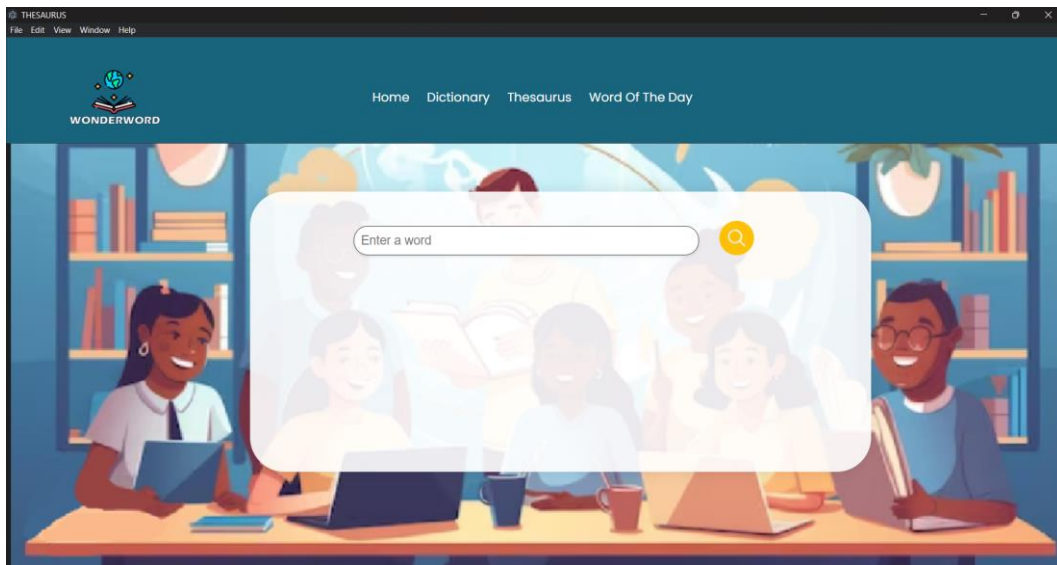 THESAURUS
File Edit View Window Help
WONDERWORD
Home Dictionary Thesaurus Word Of The Day
Enter a word